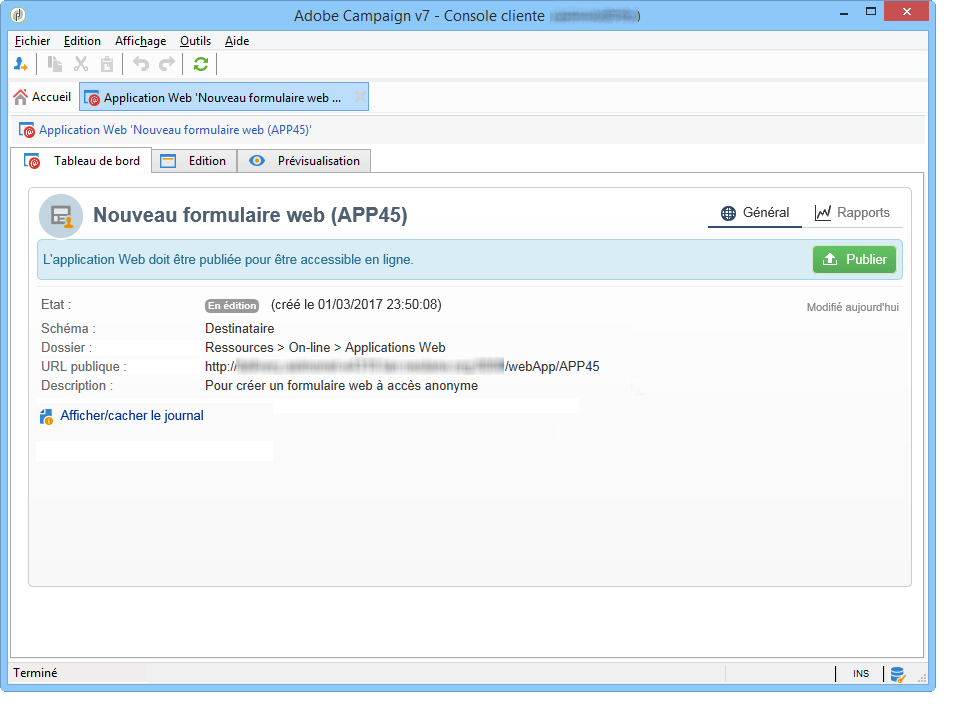 Adobe Campaign v7 - Console cliente
Fichier Edition Affichage Outils Aide
Accueil Application Web 'Nouveau formulaire web ...
Application Web 'Nouveau formulaire web (APP45)'
Tableau de bord Edition Prévisualisation
Nouveau formulaire web (APP45) Général Rapports
L'application Web doit être publiée pour être accessible en ligne. Publier
Etat : En édition (créé le 01/03/2017 23:50:08) Modifié aujourd'hui
Schéma : Destinataire
Dossier : Ressources > On-line > Applications Web
URL publique : http:// /webApp/APP45
Description : Pour créer un formulaire web à accès anonyme
Afficher/cacher le journal
Terminé INS